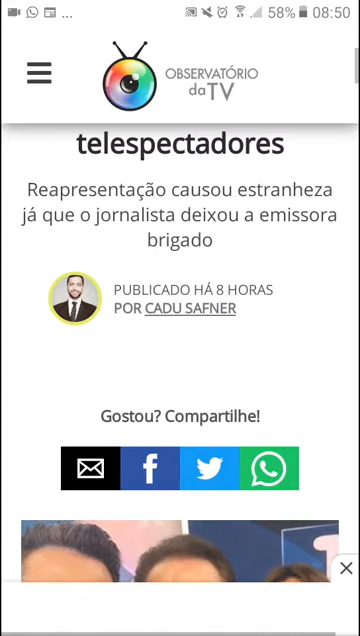 ... 58% 08:50
OBSERVATÓRIO
da TV
telespectadores
Reapresentação causou estranheza
já que o jornalista deixou a emissora
brigado
PUBLICADO HÁ 8 HORAS
POR CADU SAFNER
Gostou? Compartilhe!